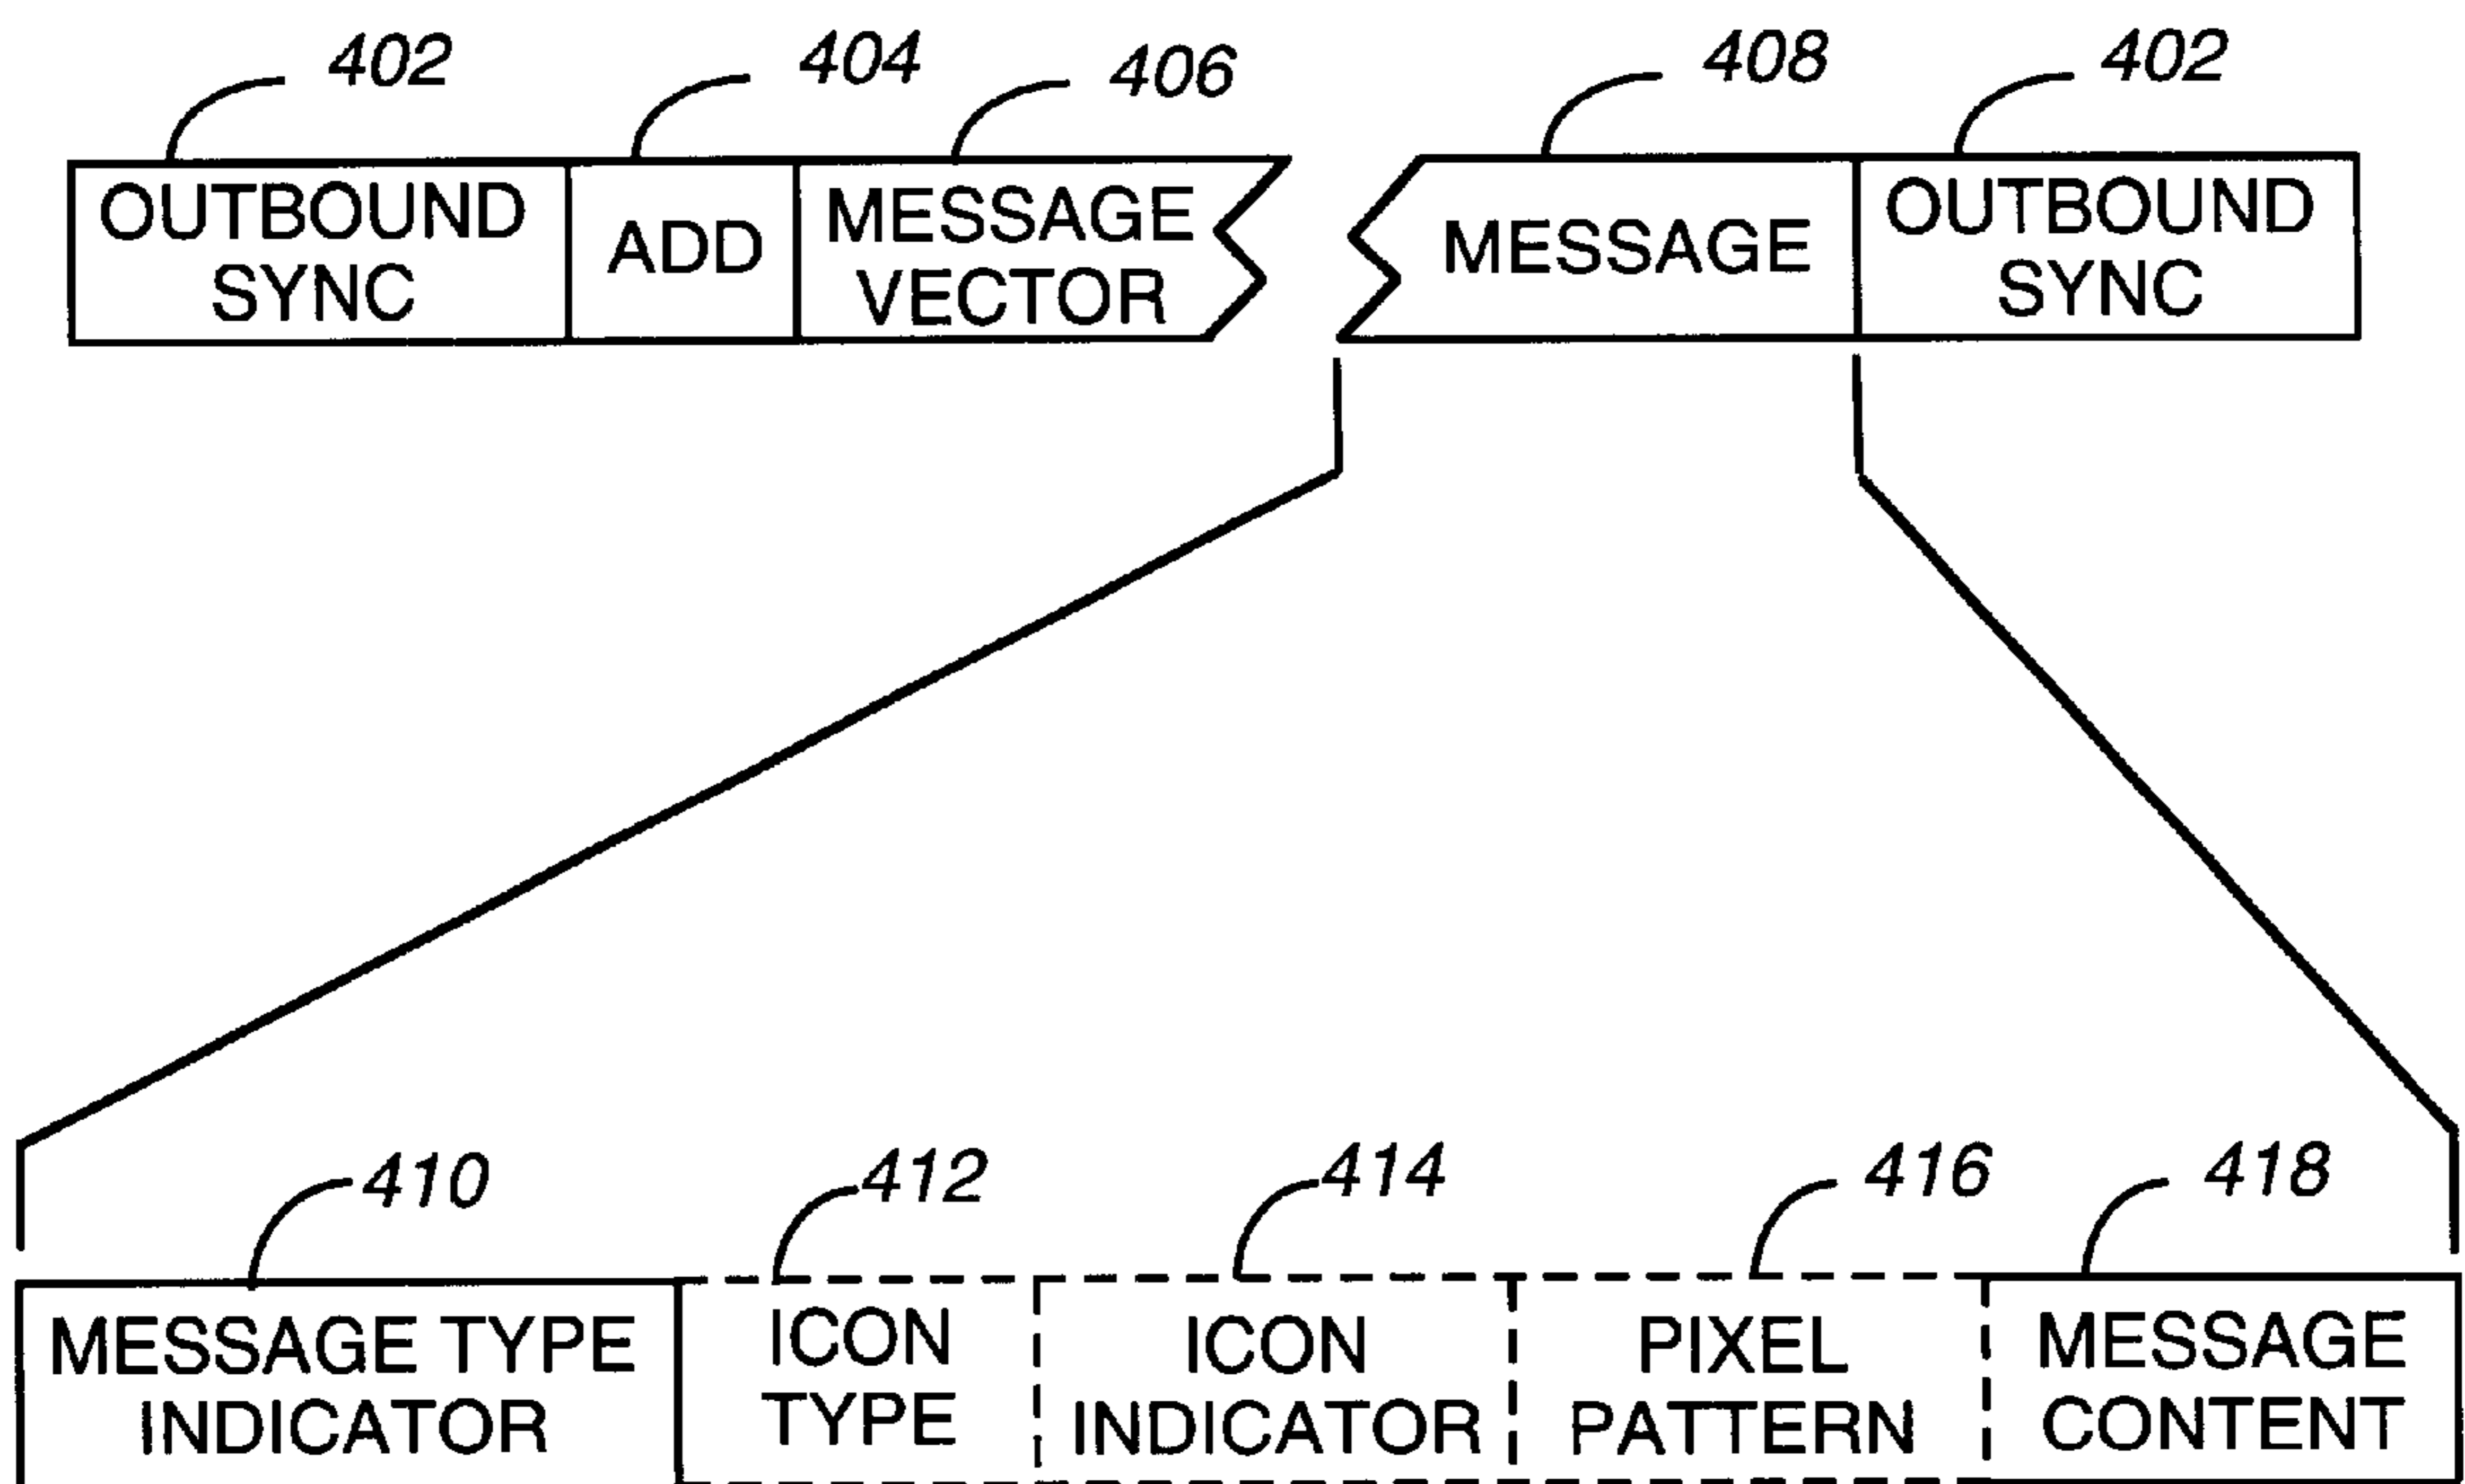 402 404 406 408 402
OUTBOUND SYNC
ADD
MESSAGE VECTOR
MESSAGE
OUTBOUND SYNC
410 412 414 416 418
MESSAGE TYPE INDICATOR
ICON TYPE
ICON INDICATOR
PIXEL PATTERN
MESSAGE CONTENT